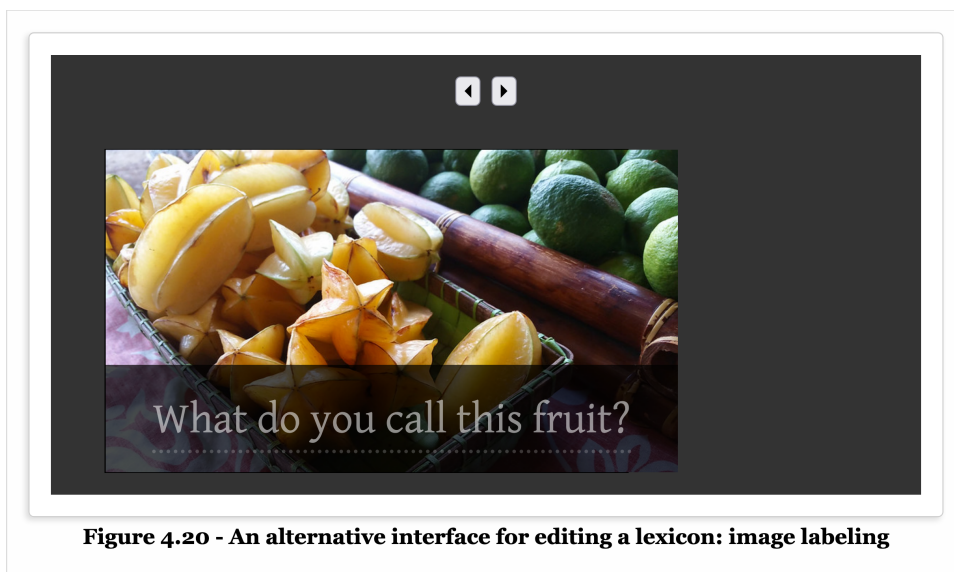 What do you call this fruit?
Figure 4.20 - An alternative interface for editing a lexicon: image labeling